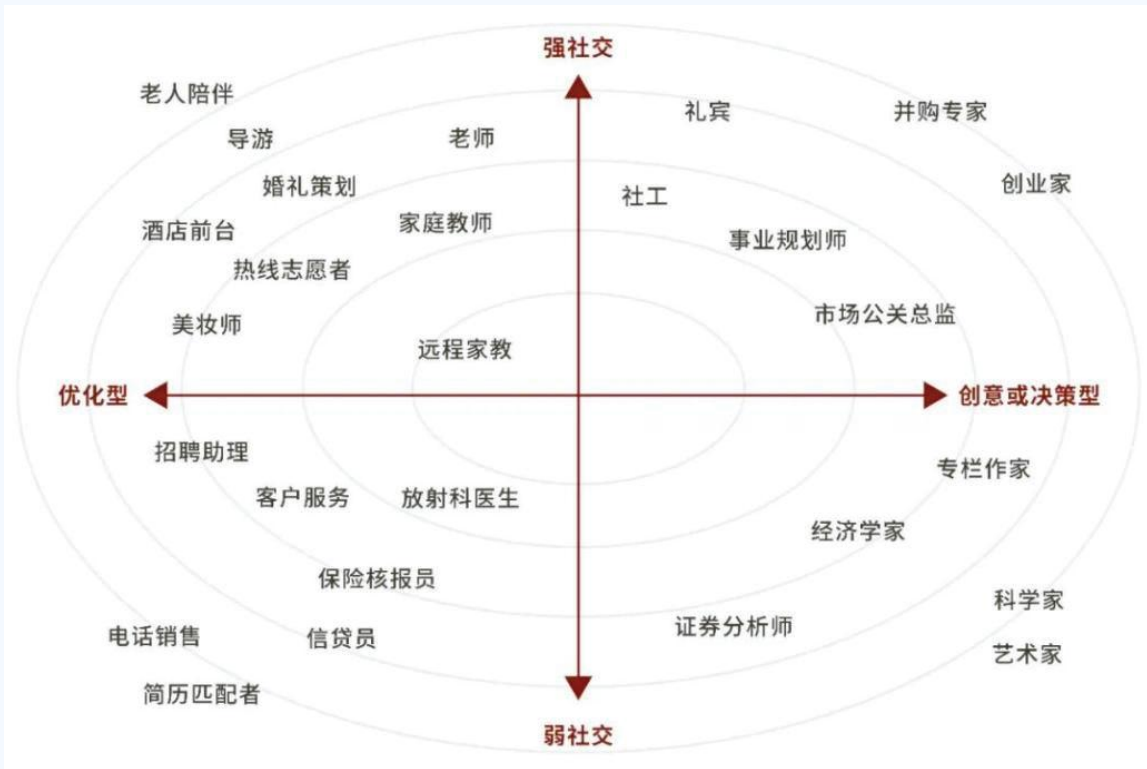 强社交
老人陪伴
礼宾
并购专家
导游
老师
创业家
婚礼策划
社工
家庭教师
酒店前台
事业规划师
热线志愿者
市场公关总监
美妆师
远程家教
优化型
创意或决策型
招聘助理
专栏作家
客户服务
放射科医生
经济学家
保险核报员
科学家
电话销售
信贷员
证券分析师
艺术家
简历匹配者
弱社交